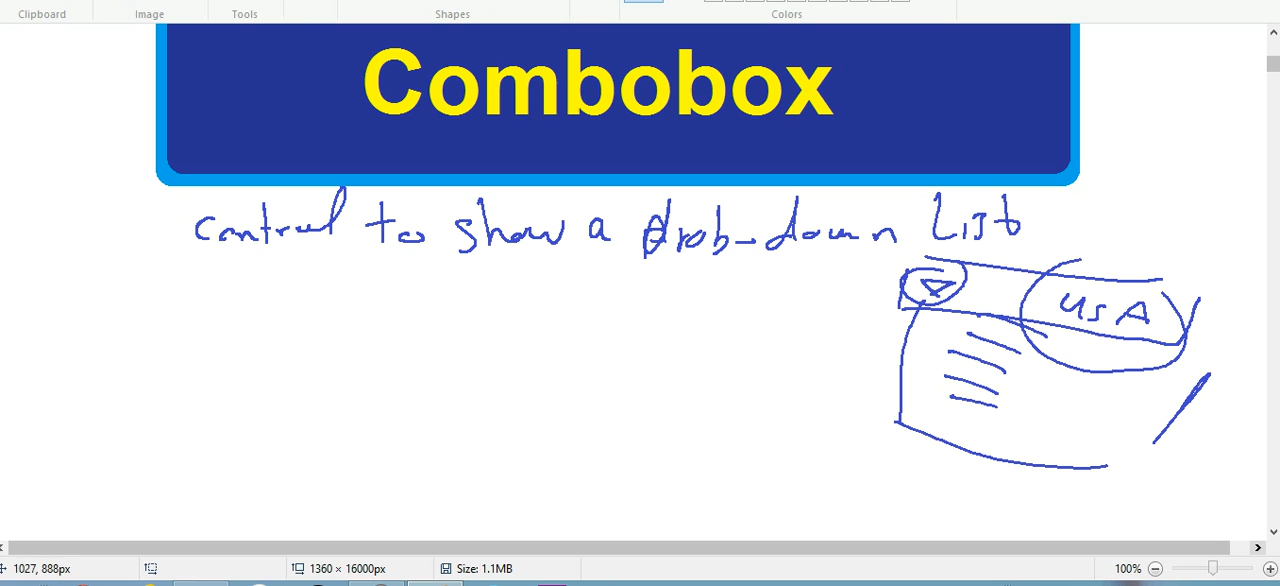 Clipboard Image Tools Shapes Colors
Combobox
control to show a drob-down List
USA
1027, 888px 1360 × 16000px Size: 1.1MB 100%